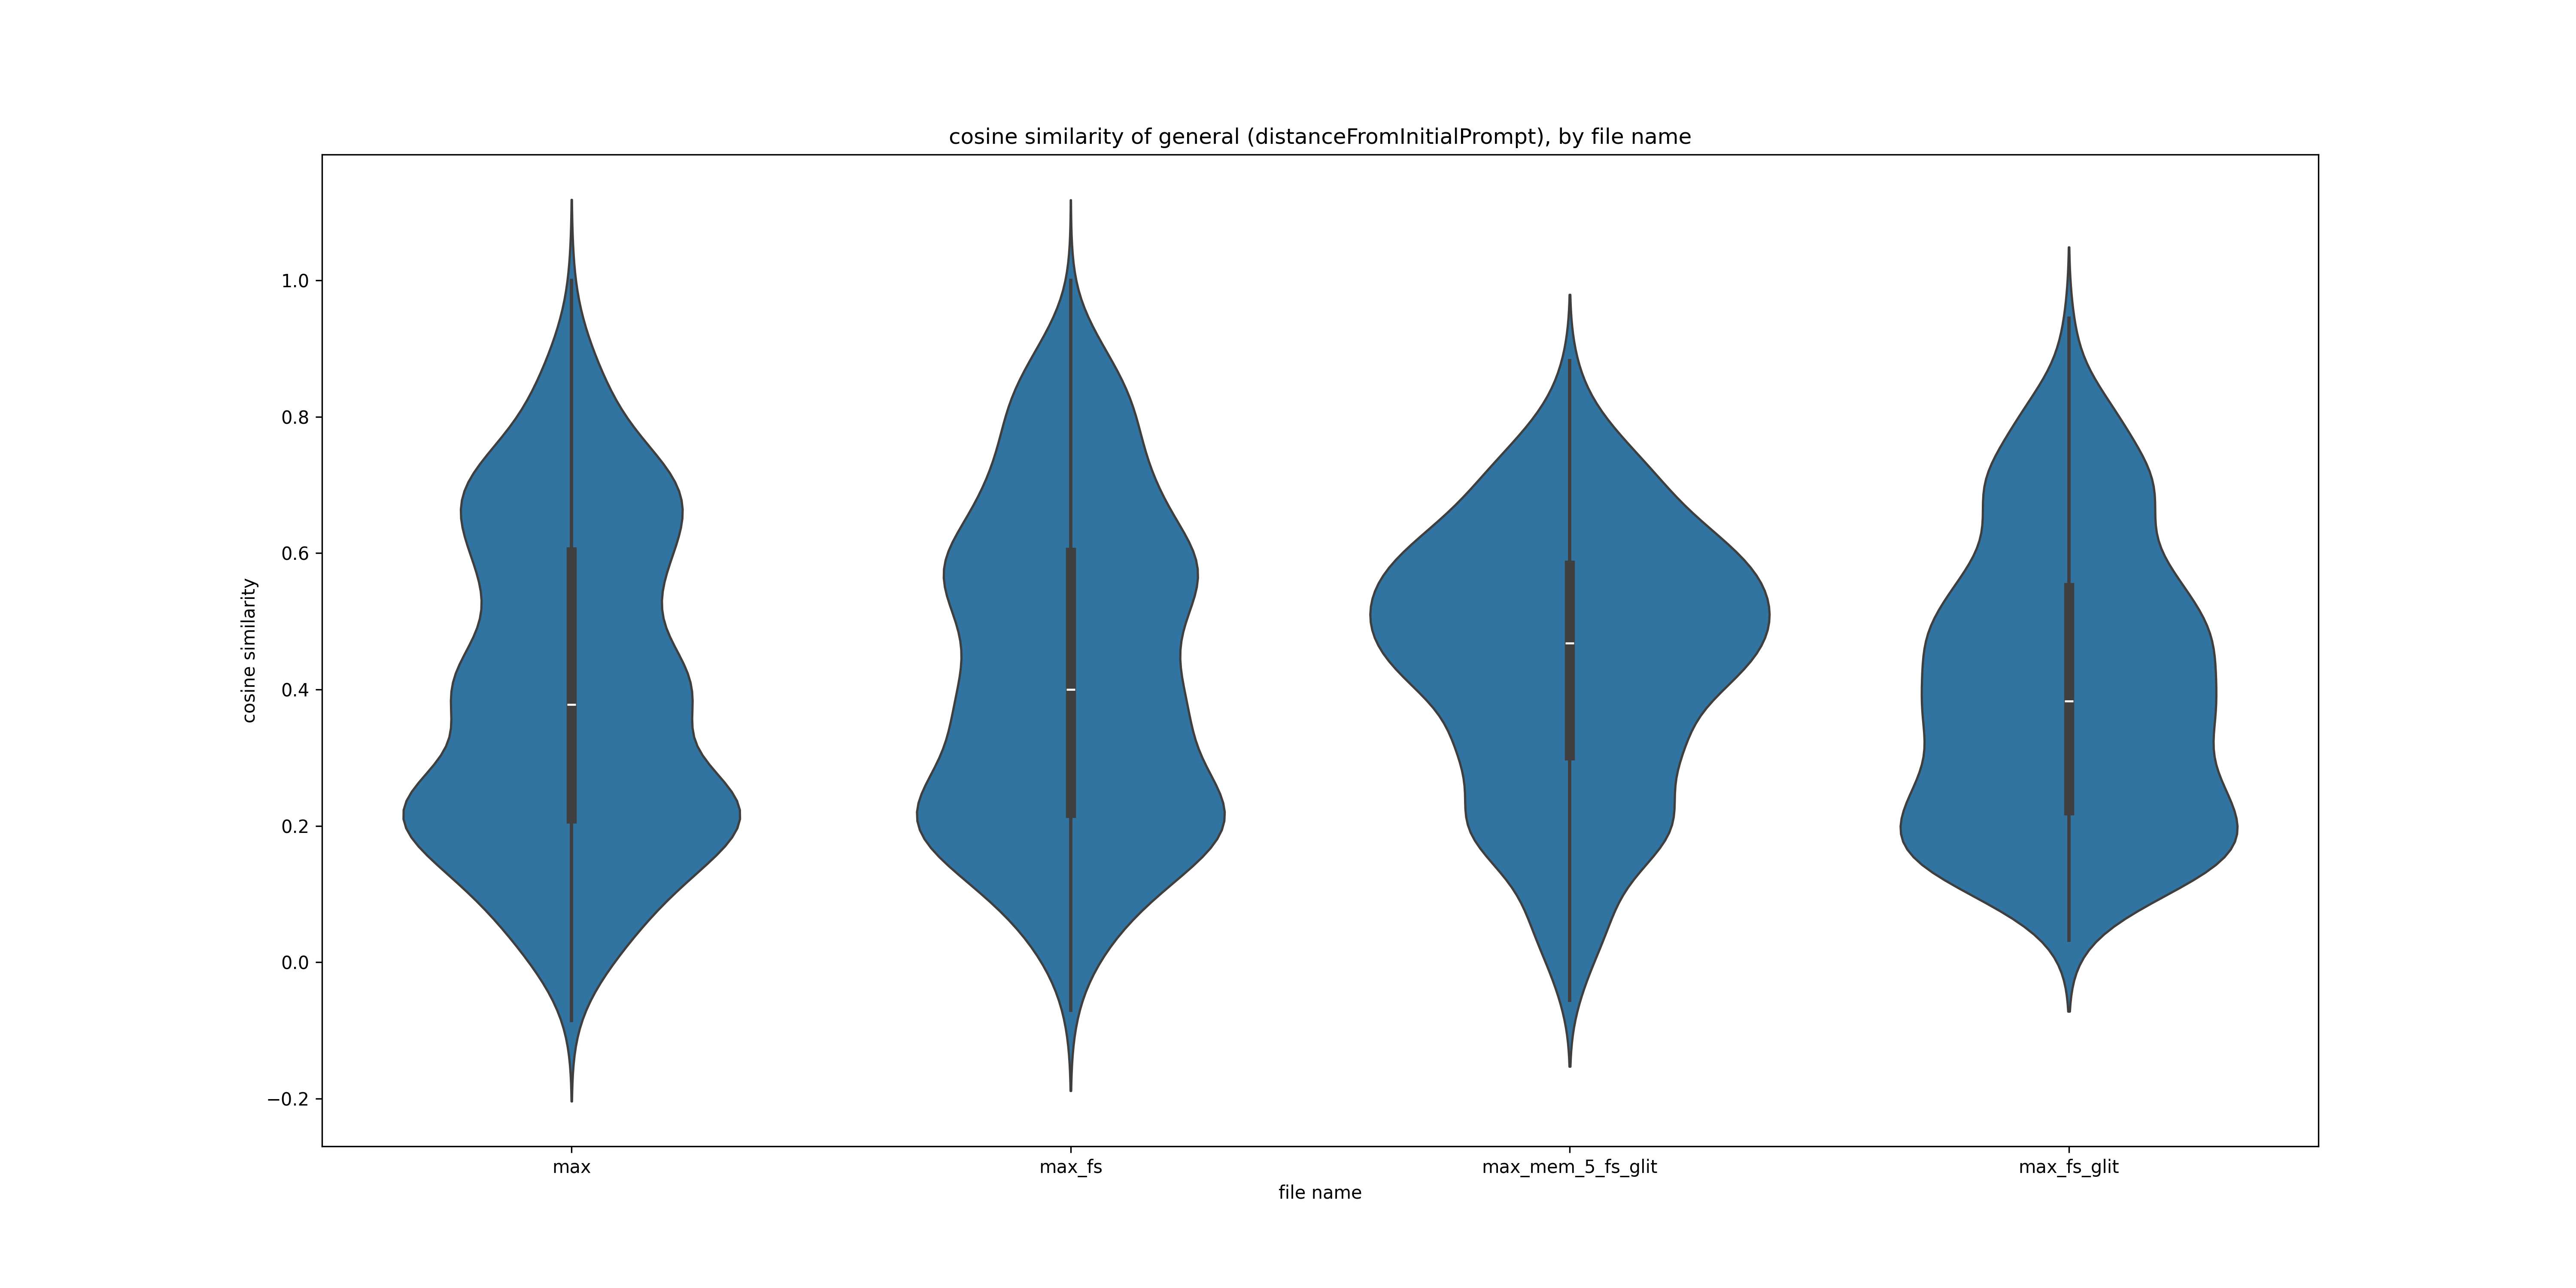 cosine similarity of general (distanceFromInitialPrompt), by file name
cosine similarity
1.0
0.8
0.6
0.4
0.2
0.0
−0.2
max max_fs max_mem_5_fs_glit max_fs_glit
file name